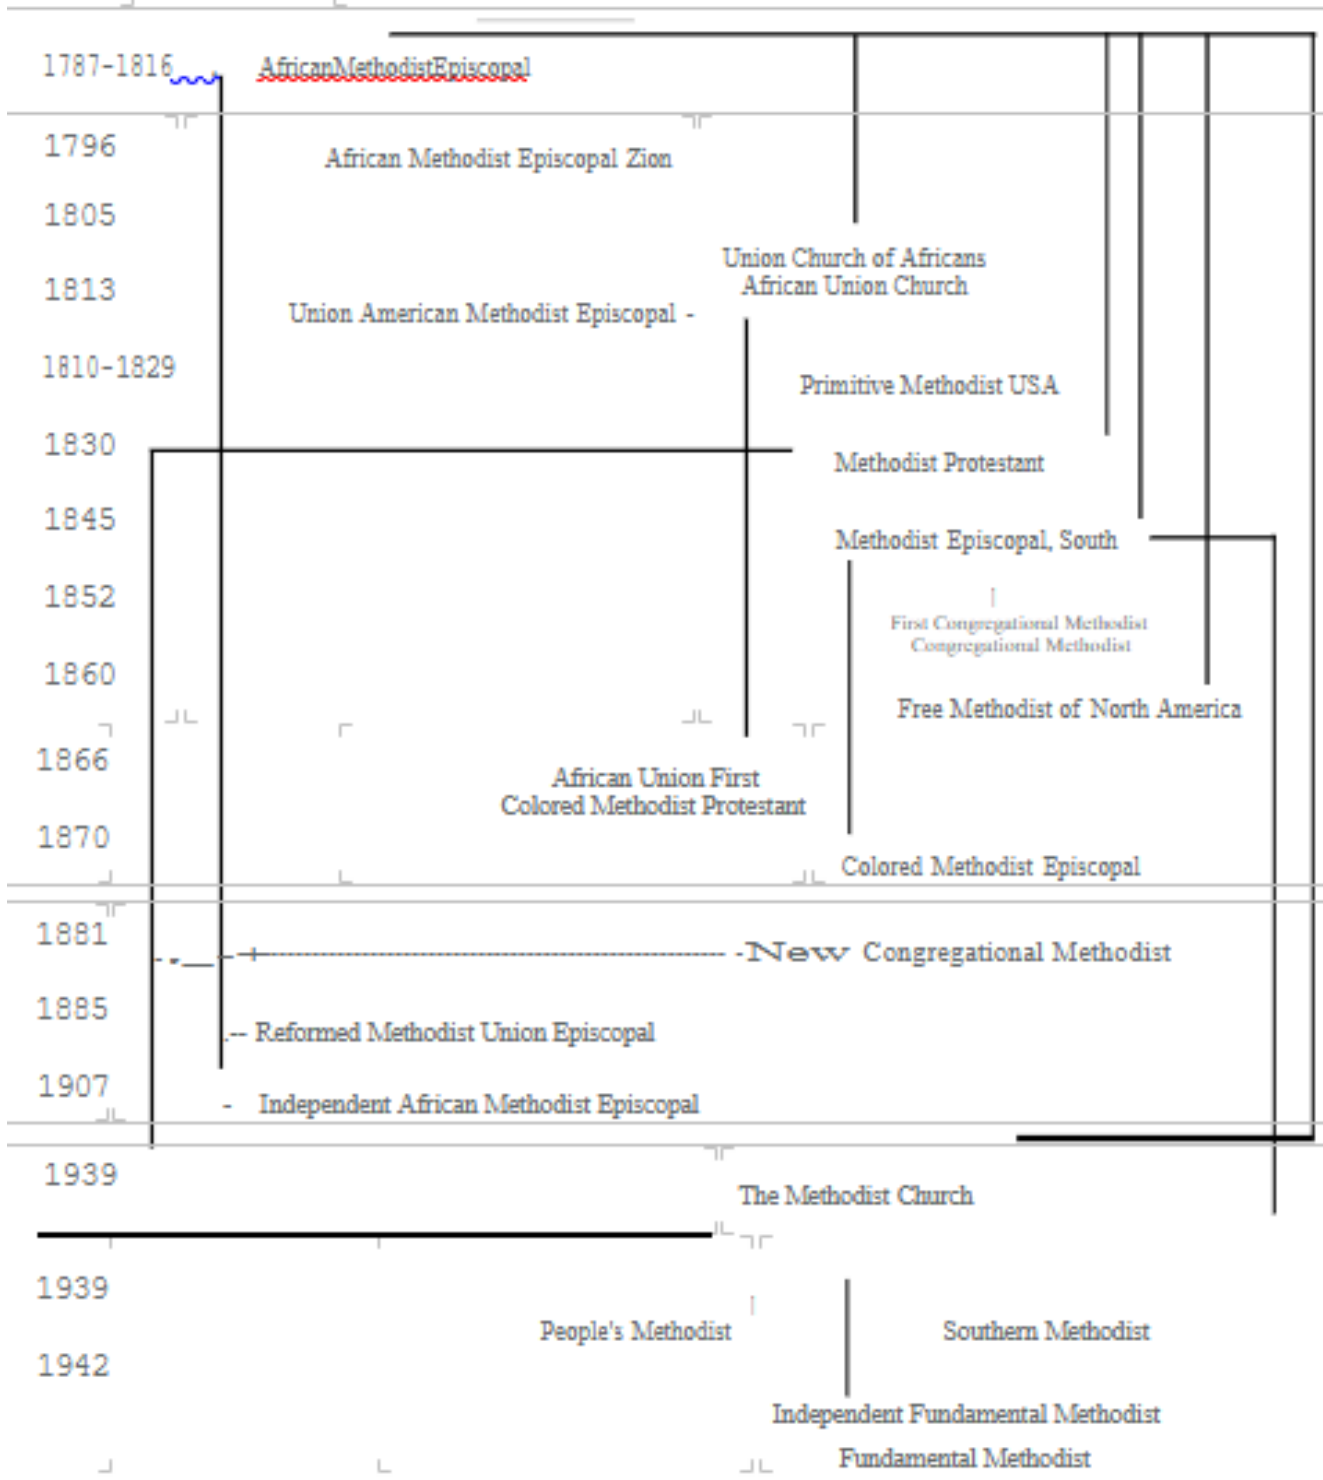 1787-1816 AfricanMethodistEpiscopal
1796
African Methodist Episcopal Zion
1805
Union Church of Africans
African Union Church
1813
Union American Methodist Episcopal -
1810-1829
Primitive Methodist USA
1830
Methodist Protestant
1845
Methodist Episcopal, South
1852
First Congregational Methodist
Congregational Methodist
1860
Free Methodist of North America
1866
African Union First
Colored Methodist Protestant
1870
Colored Methodist Episcopal
1881
-New Congregational Methodist
1885
.-- Reformed Methodist Union Episcopal
1907
- Independent African Methodist Episcopal
1939
The Methodist Church
1939
People's Methodist
Southern Methodist
1942
Independent Fundamental Methodist
Fundamental Methodist